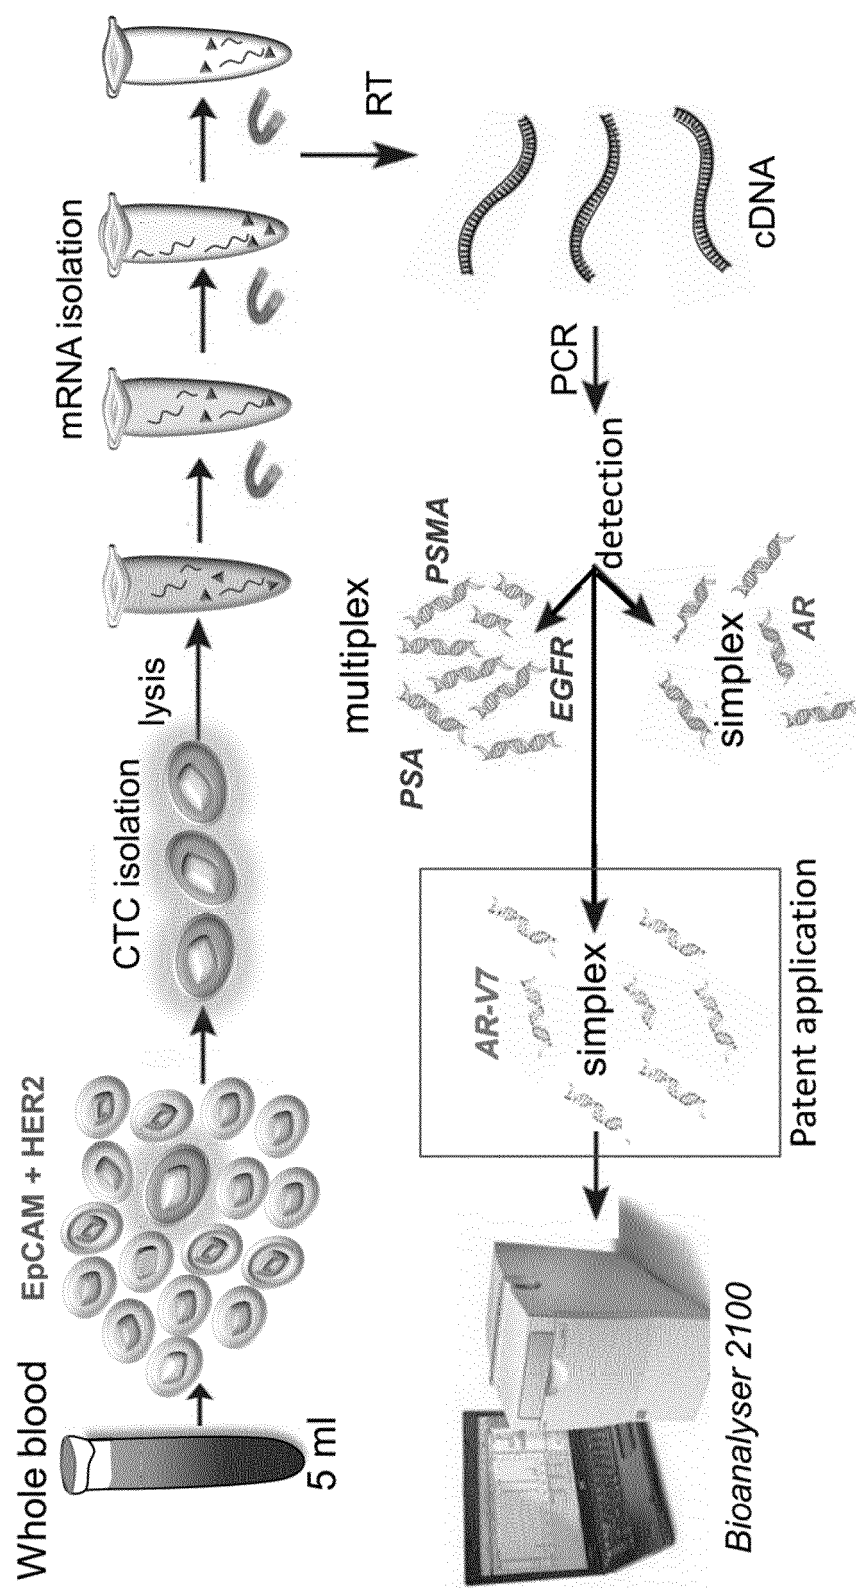 Whole blood
5 ml
EpCAM + HER2
CTC isolation
lysis
mRNA isolation
RT
cDNA
PCR
detection
multiplex
PSMA
EGFR
PSA
simplex
AR
AR-V7
simplex
Patent application
Bioanalyser 2100